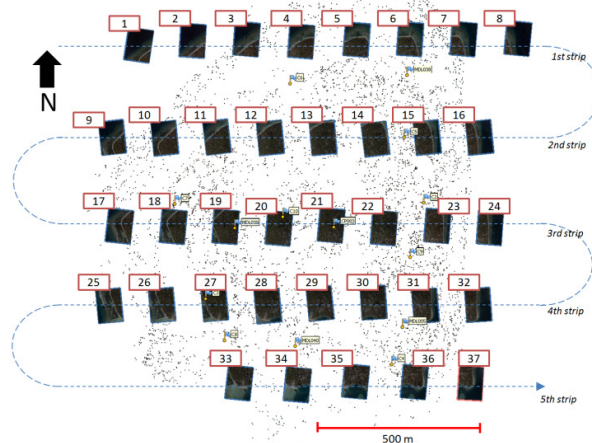 1 2 3 4 5 6 7 8
1st strip
N
MDL038
9 10 11 12 13 14 15 16
2nd strip
17 18 19 20 21 22 23 24
3rd strip
25 26 27 28 29 30 31 32
4th strip
MDL040
33 34 35 36 37
5th strip
500 m